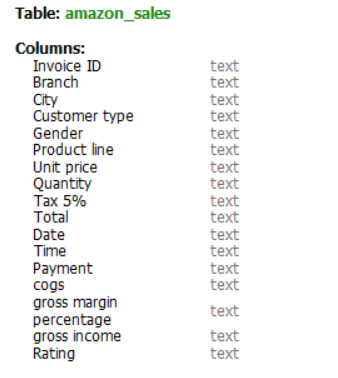 Table: amazon_sales
Columns:
Invoice ID text
Branch text
City text
Customer type text
Gender text
Product line text
Unit price text
Quantity text
Tax 5% text
Total text
Date text
Time text
Payment text
cogs text
gross margin
percentage text
gross income text
Rating text